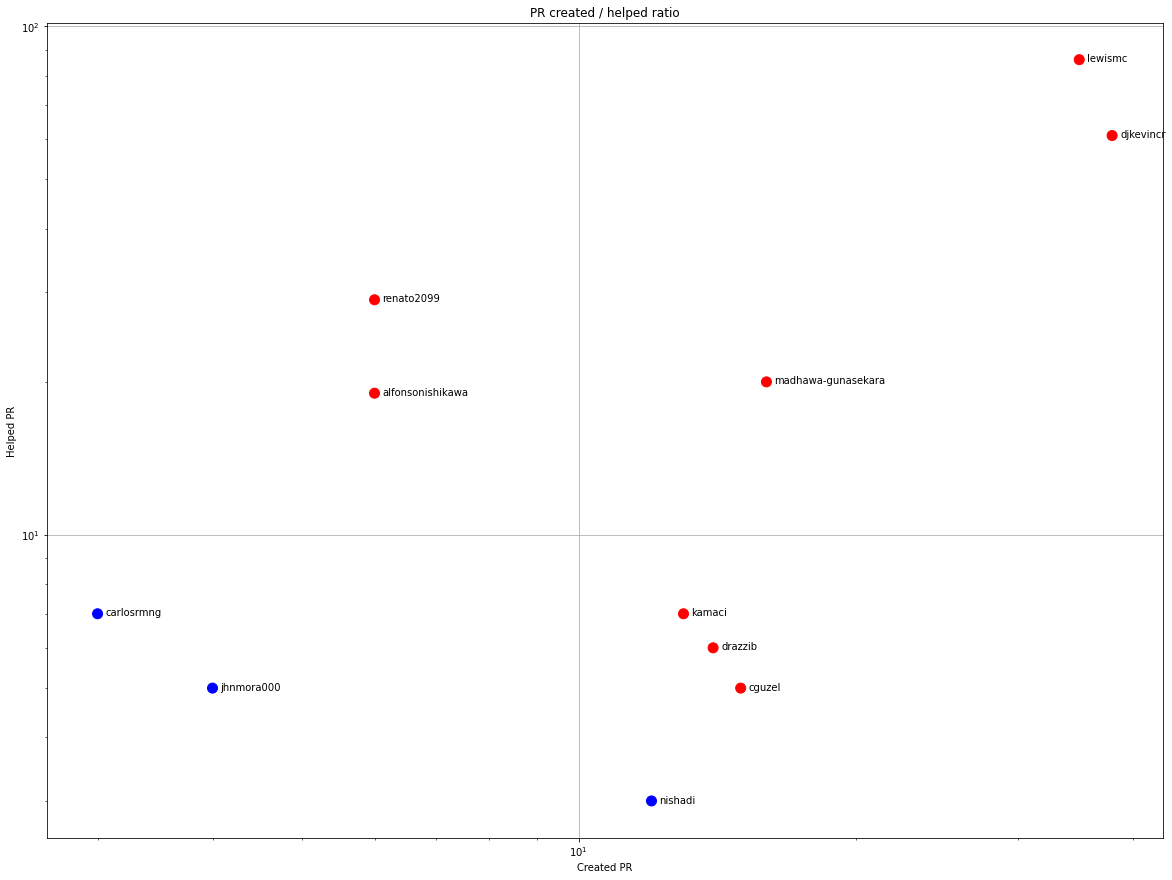 PR created / helped ratio
10²
lewismc
djkevincr
renato2099
alfonsonishikawa
madhawa-gunasekara
Helped PR
10¹
carlosrmng
kamaci
drazzib
jhnmora000
cguzel
nishadi
10¹
Created PR